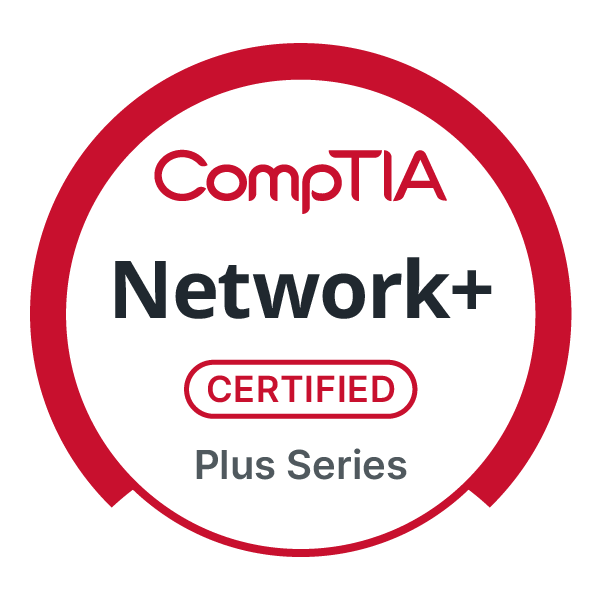 CompTIA
Network+
CERTIFIED
Plus Series